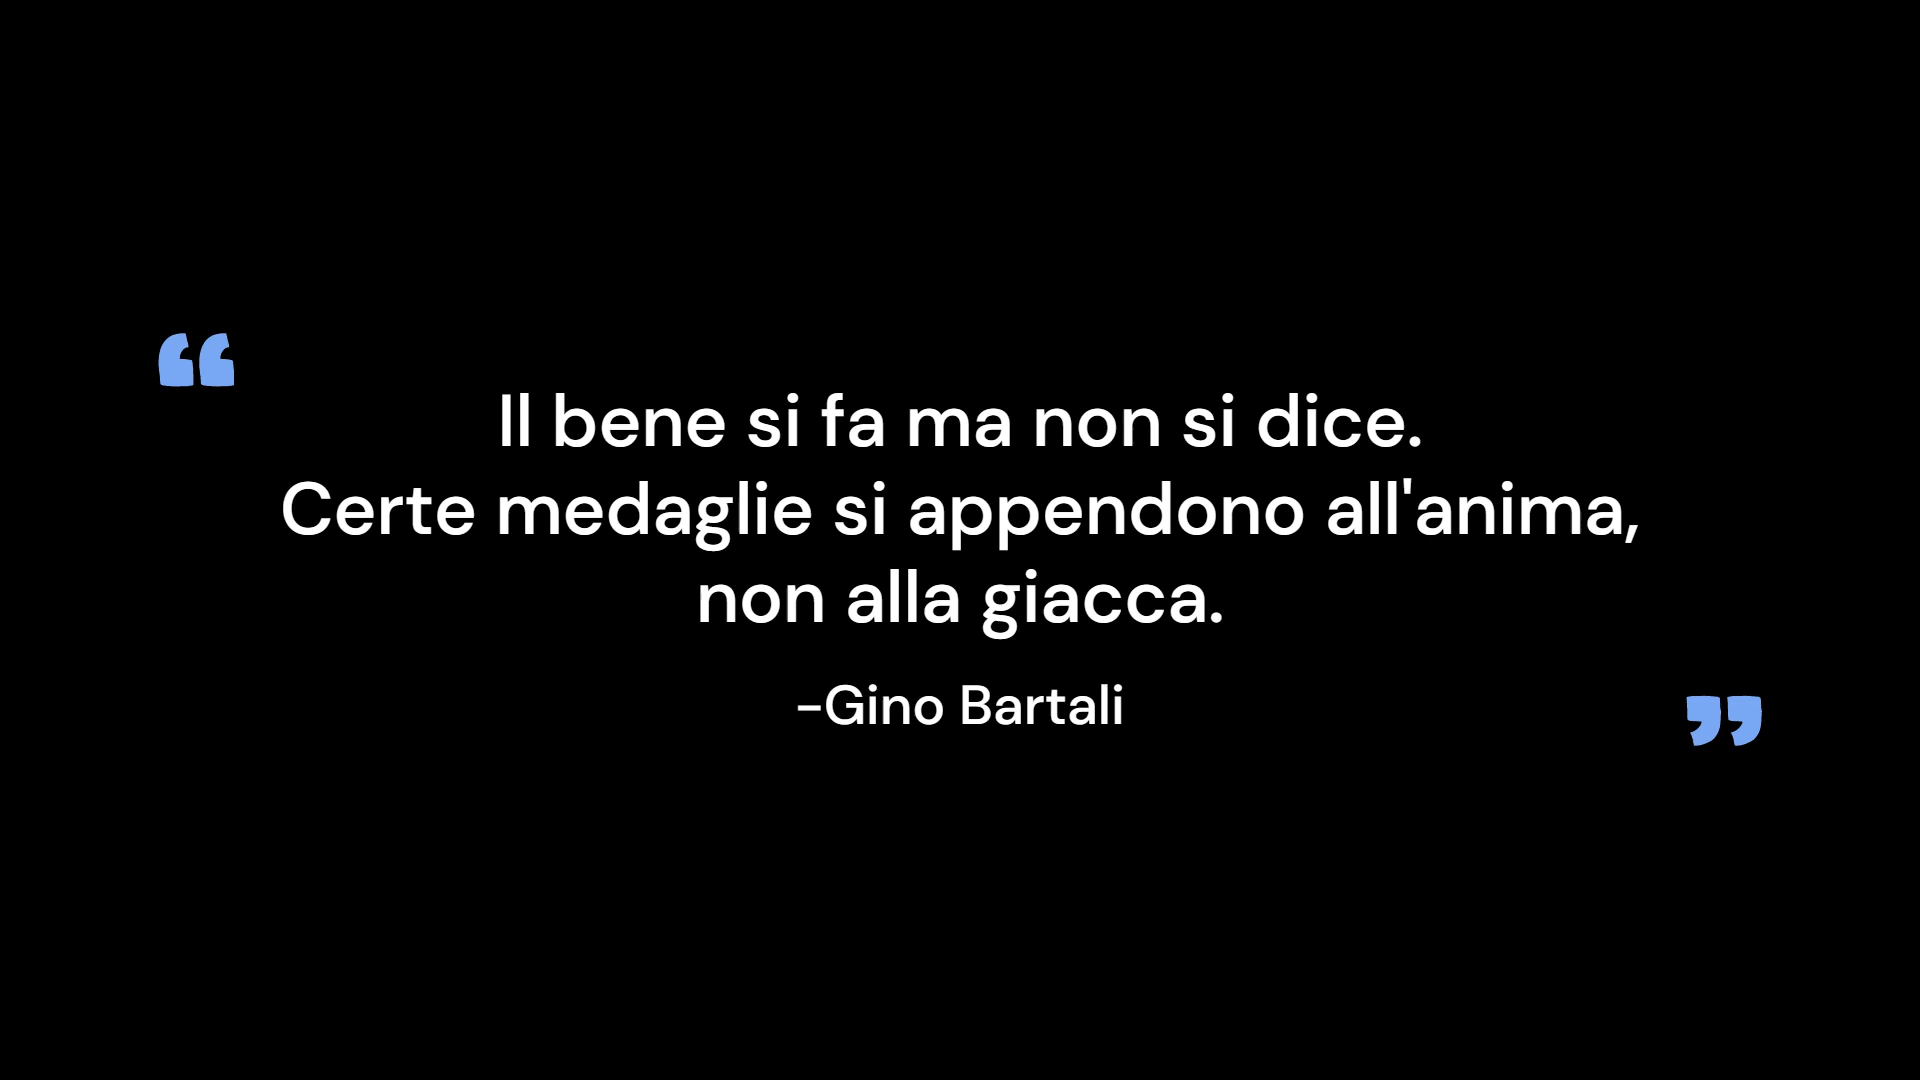 “
Il bene si fa ma non si dice.
Certe medaglie si appendono all'anima,
non alla giacca.
-Gino Bartali
”